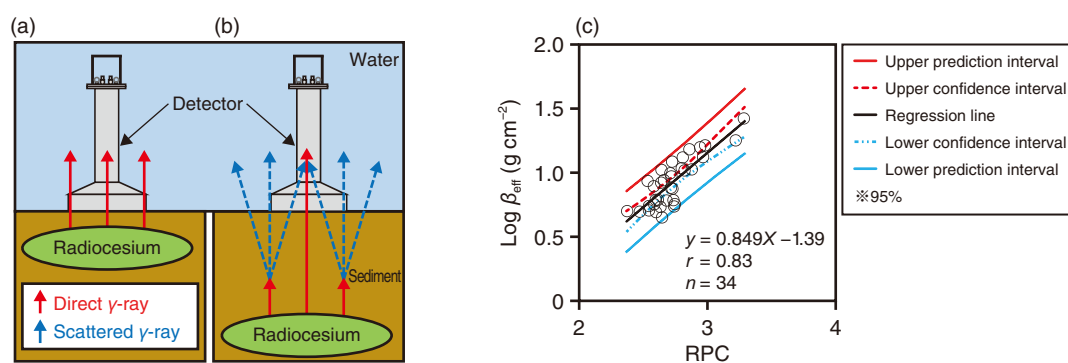 (a)
(b)
(c)
Water
Detector
Radiocesium
Sediment
Direct γ-ray
Scattered γ-ray
Radiocesium
Log βeff (g cm−2)
2.0
1.5
1.0
0.5
0
2
3
4
RPC
y = 0.849X −1.39
r = 0.83
n = 34
Upper prediction interval
Upper confidence interval
Regression line
Lower confidence interval
Lower prediction interval
※95%